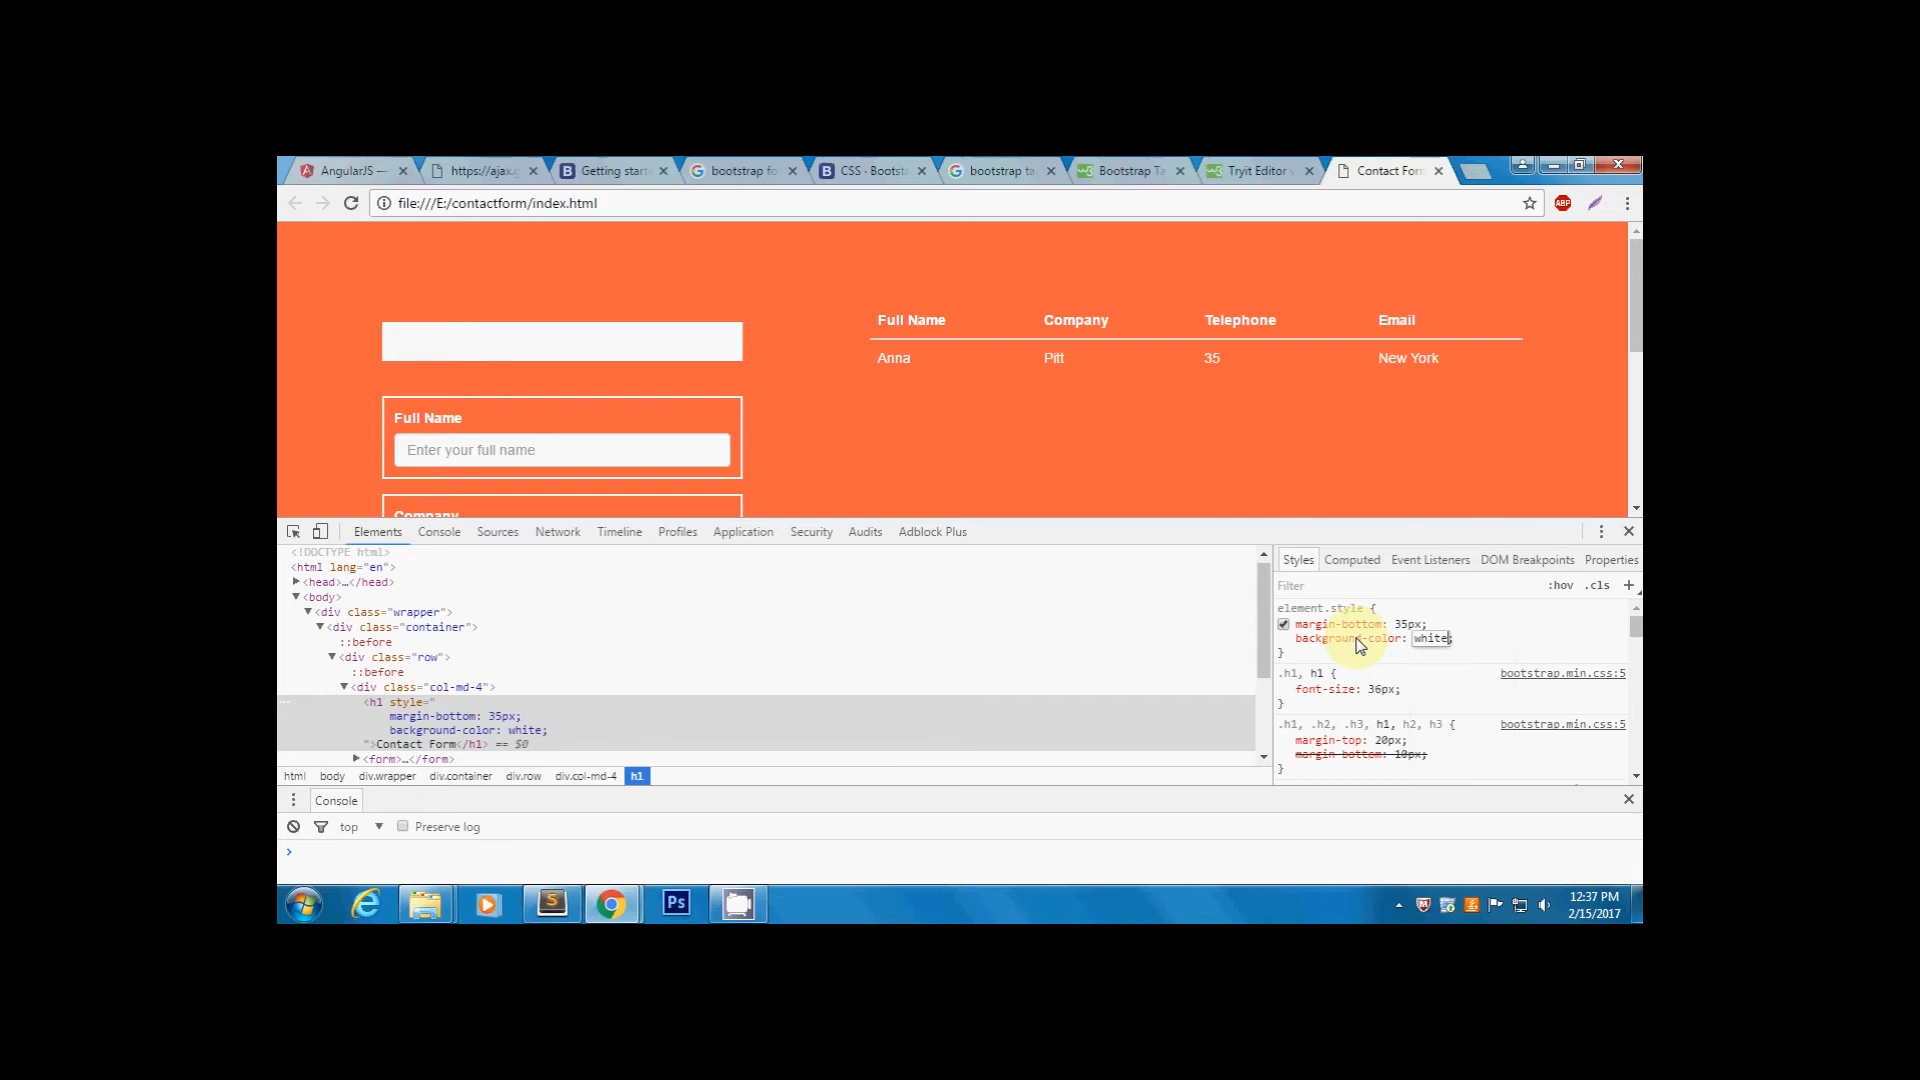 AngularJS —
https://ajax.g
Getting start
bootstrap fo
CSS · Bootst
bootstrap ta
Bootstrap Ta
Tryit Editor v
Contact Form
file:///E:/contactform/index.html
ABP
Full Name Company Telephone Email
Anna Pitt 35 New York
Full Name
Enter your full name
Company
Elements Console Sources Network Timeline Profiles Application Security Audits Adblock Plus
<!DOCTYPE html>
<html lang="en">
<head>…</head>
<body>
<div class="wrapper">
<div class="container">
::before
<div class="row">
::before
<div class="col-md-4">
<h1 style="
margin-bottom: 35px;
background-color: white;
">Contact Form</h1> == $0
<form>…</form>
html body div.wrapper div.container div.row div.col-md-4 h1
Styles Computed Event Listeners DOM Breakpoints Properties
Filter :hov .cls +
element.style {
margin-bottom: 35px;
background-color: white;
}
.h1, h1 { bootstrap.min.css:5
font-size: 36px;
}
.h1, .h2, .h3, h1, h2, h3 { bootstrap.min.css:5
margin-top: 20px;
margin-bottom: 10px;
}
Console
top Preserve log
S
Ps
12:37 PM
2/15/2017